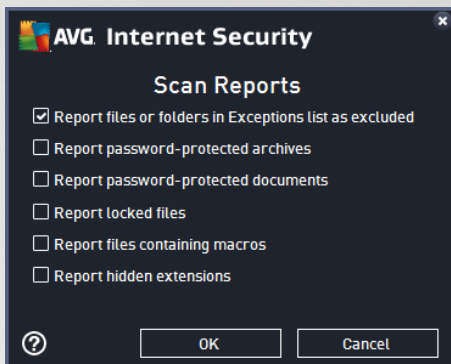 AVG. Internet Security
Scan Reports
Report files or folders in Exceptions list as excluded
Report password-protected archives
Report password-protected documents
Report locked files
Report files containing macros
Report hidden extensions
? OK Cancel